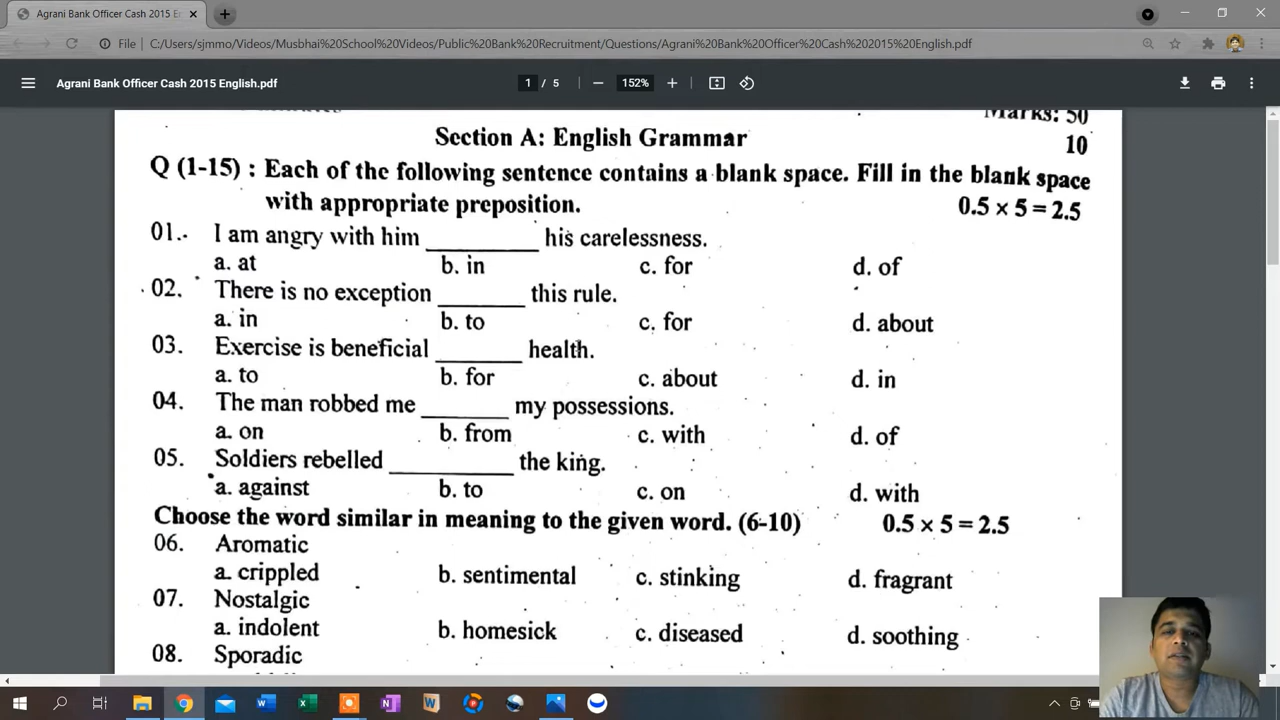 Agrani Bank Officer Cash 2015 E
File | C:/Users/sjmmo/Videos/Musbhai%20School%20Videos/Public%20Bank%20Recruitment/Questions/Agrani%20Bank%20Officer%20Cash%202015%20English.pdf
Agrani Bank Officer Cash 2015 English.pdf 1 / 5 152%
Marks: 50
Section A: English Grammar 10
Q (1-15) : Each of the following sentence contains a blank space. Fill in the blank space
with appropriate preposition. 0.5 × 5 = 2.5
01. I am angry with him ________ his carelessness.
a. at b. in c. for d. of
02. There is no exception ________ this rule.
a. in b. to c. for d. about
03. Exercise is beneficial ________ health.
a. to b. for c. about d. in
04. The man robbed me ________ my possessions.
a. on b. from c. with d. of
05. Soldiers rebelled ________ the king.
a. against b. to c. on d. with
Choose the word similar in meaning to the given word. (6-10) 0.5 × 5 = 2.5
06. Aromatic
a. crippled b. sentimental c. stinking d. fragrant
07. Nostalgic
a. indolent b. homesick c. diseased d. soothing
08. Sporadic